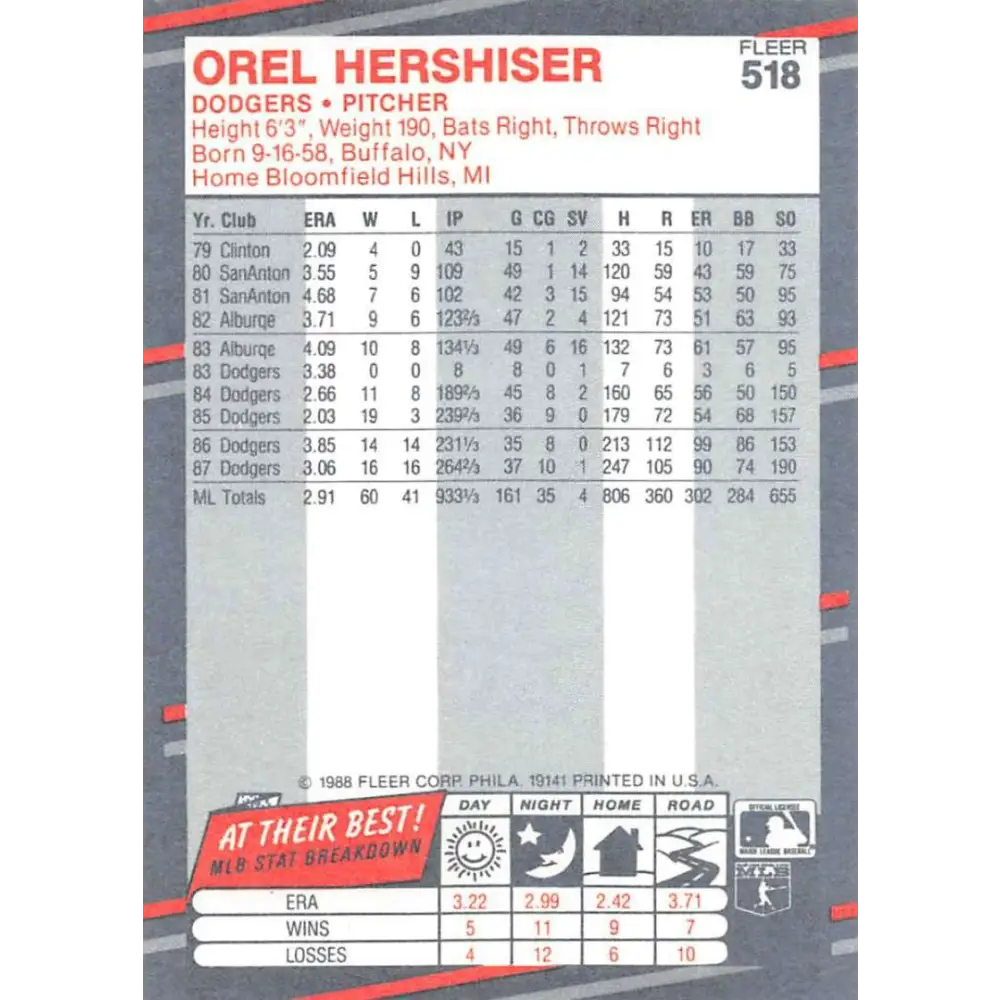 OREL HERSHISER
FLEER
518
DODGERS • PITCHER
Height 6'3", Weight 190, Bats Right, Throws Right
Born 9-16-58, Buffalo, NY
Home Bloomfield Hills, MI
Yr. Club ERA W L IP G CG SV H R ER BB SO
79 Clinton 2.09 4 0 43 15 1 2 33 15 10 17 33
80 SanAnton 3.55 5 9 109 49 1 14 120 59 43 59 75
81 SanAnton 4.68 7 6 102 42 3 15 94 54 53 50 95
82 Alburqe 3.71 9 6 123⅔ 47 2 4 121 73 51 63 93
83 Alburqe 4.09 10 8 134⅓ 49 6 16 132 73 61 57 95
83 Dodgers 3.38 0 0 8 8 0 1 7 6 3 6 5
84 Dodgers 2.66 11 8 189⅔ 45 8 2 160 65 56 50 150
85 Dodgers 2.03 19 3 239⅔ 36 9 0 179 72 54 68 157
86 Dodgers 3.85 14 14 231⅓ 35 8 0 213 112 99 86 153
87 Dodgers 3.06 16 16 264⅔ 37 10 1 247 105 90 74 190
ML Totals 2.91 60 41 933⅓ 161 35 4 806 360 302 284 655
© 1988 FLEER CORP. PHILA. 19141 PRINTED IN U.S.A.
AT THEIR BEST!
MLB STAT BREAKDOWN
DAY NIGHT HOME ROAD
OFFICIAL LICENSEE
MAJOR LEAGUE BASEBALL
ERA 3.22 2.99 2.42 3.71
WINS 5 11 9 7
LOSSES 4 12 6 10